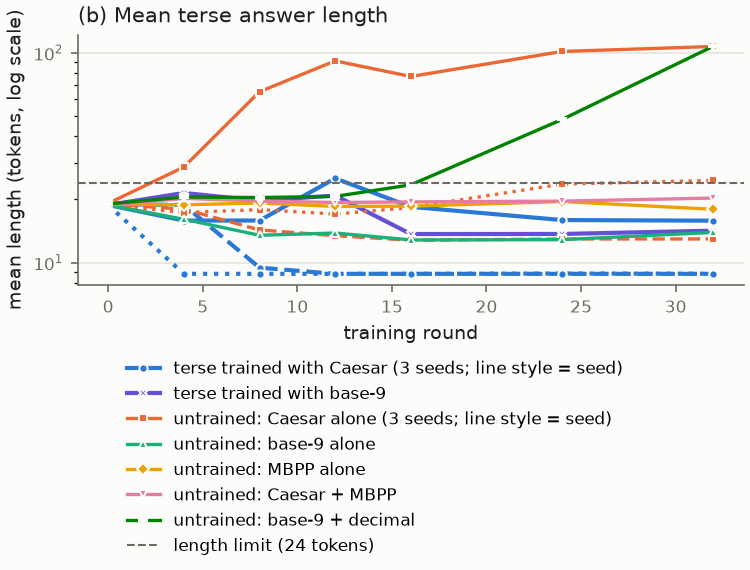 (b) Mean terse answer length
mean length (tokens, log scale)
10²
10¹
0 5 10 15 20 25 30
training round
terse trained with Caesar (3 seeds; line style = seed)
terse trained with base-9
untrained: Caesar alone (3 seeds; line style = seed)
untrained: base-9 alone
untrained: MBPP alone
untrained: Caesar + MBPP
untrained: base-9 + decimal
length limit (24 tokens)